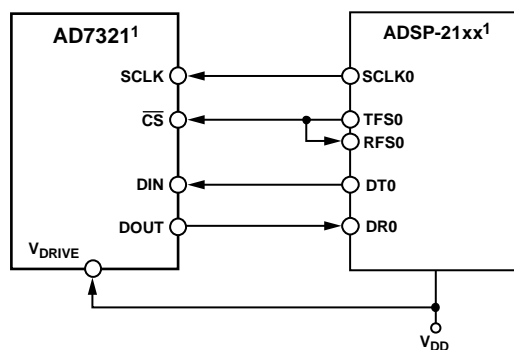 AD7321¹
ADSP-21xx¹
SCLK
SCLK0
CS
TFS0
RFS0
DIN
DT0
DOUT
DR0
VDRIVE
VDD